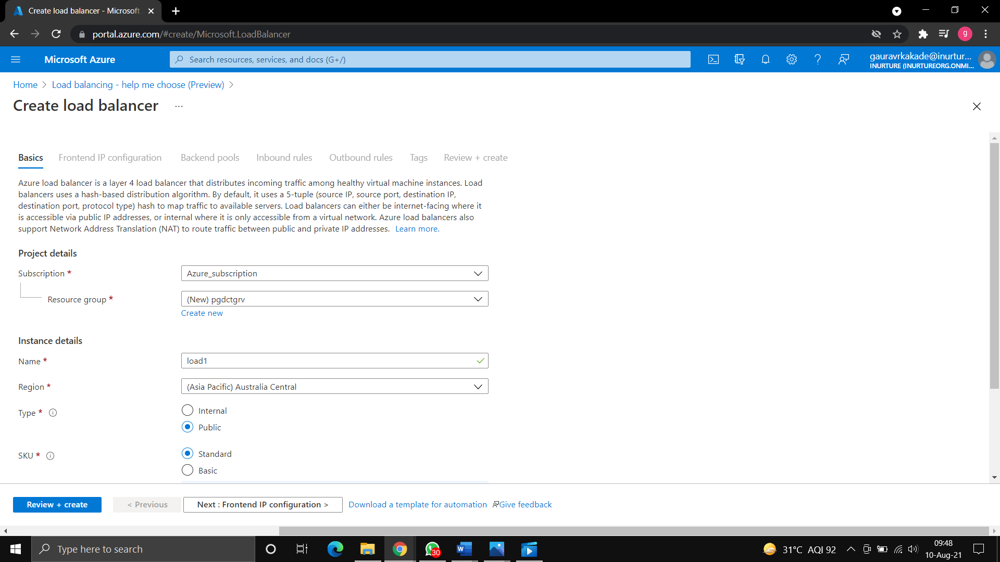 Create load balancer - Microsoft
portal.azure.com/#create/Microsoft.LoadBalancer
g
Microsoft Azure
Search resources, services, and docs (G+/)
gauravrkakade@inurtur...
INURTURE (INURTUREORG.ONMI...
Home > Load balancing - help me choose (Preview) >
Create load balancer ...
Basics Frontend IP configuration Backend pools Inbound rules Outbound rules Tags Review + create
Azure load balancer is a layer 4 load balancer that distributes incoming traffic among healthy virtual machine instances. Load
balancers uses a hash-based distribution algorithm. By default, it uses a 5-tuple (source IP, source port, destination IP,
destination port, protocol type) hash to map traffic to available servers. Load balancers can either be internet-facing where it
is accessible via public IP addresses, or internal where it is only accessible from a virtual network. Azure load balancers also
support Network Address Translation (NAT) to route traffic between public and private IP addresses. Learn more.
Project details
Subscription * Azure_subscription
Resource group * (New) pgdctgrv
Create new
Instance details
Name * load1
Region * (Asia Pacific) Australia Central
Type * Internal
Public
SKU * Standard
Basic
Review + create < Previous Next : Frontend IP configuration > Download a template for automation Give feedback
Type here to search
30
31°C AQI 92
09:48
10-Aug-21